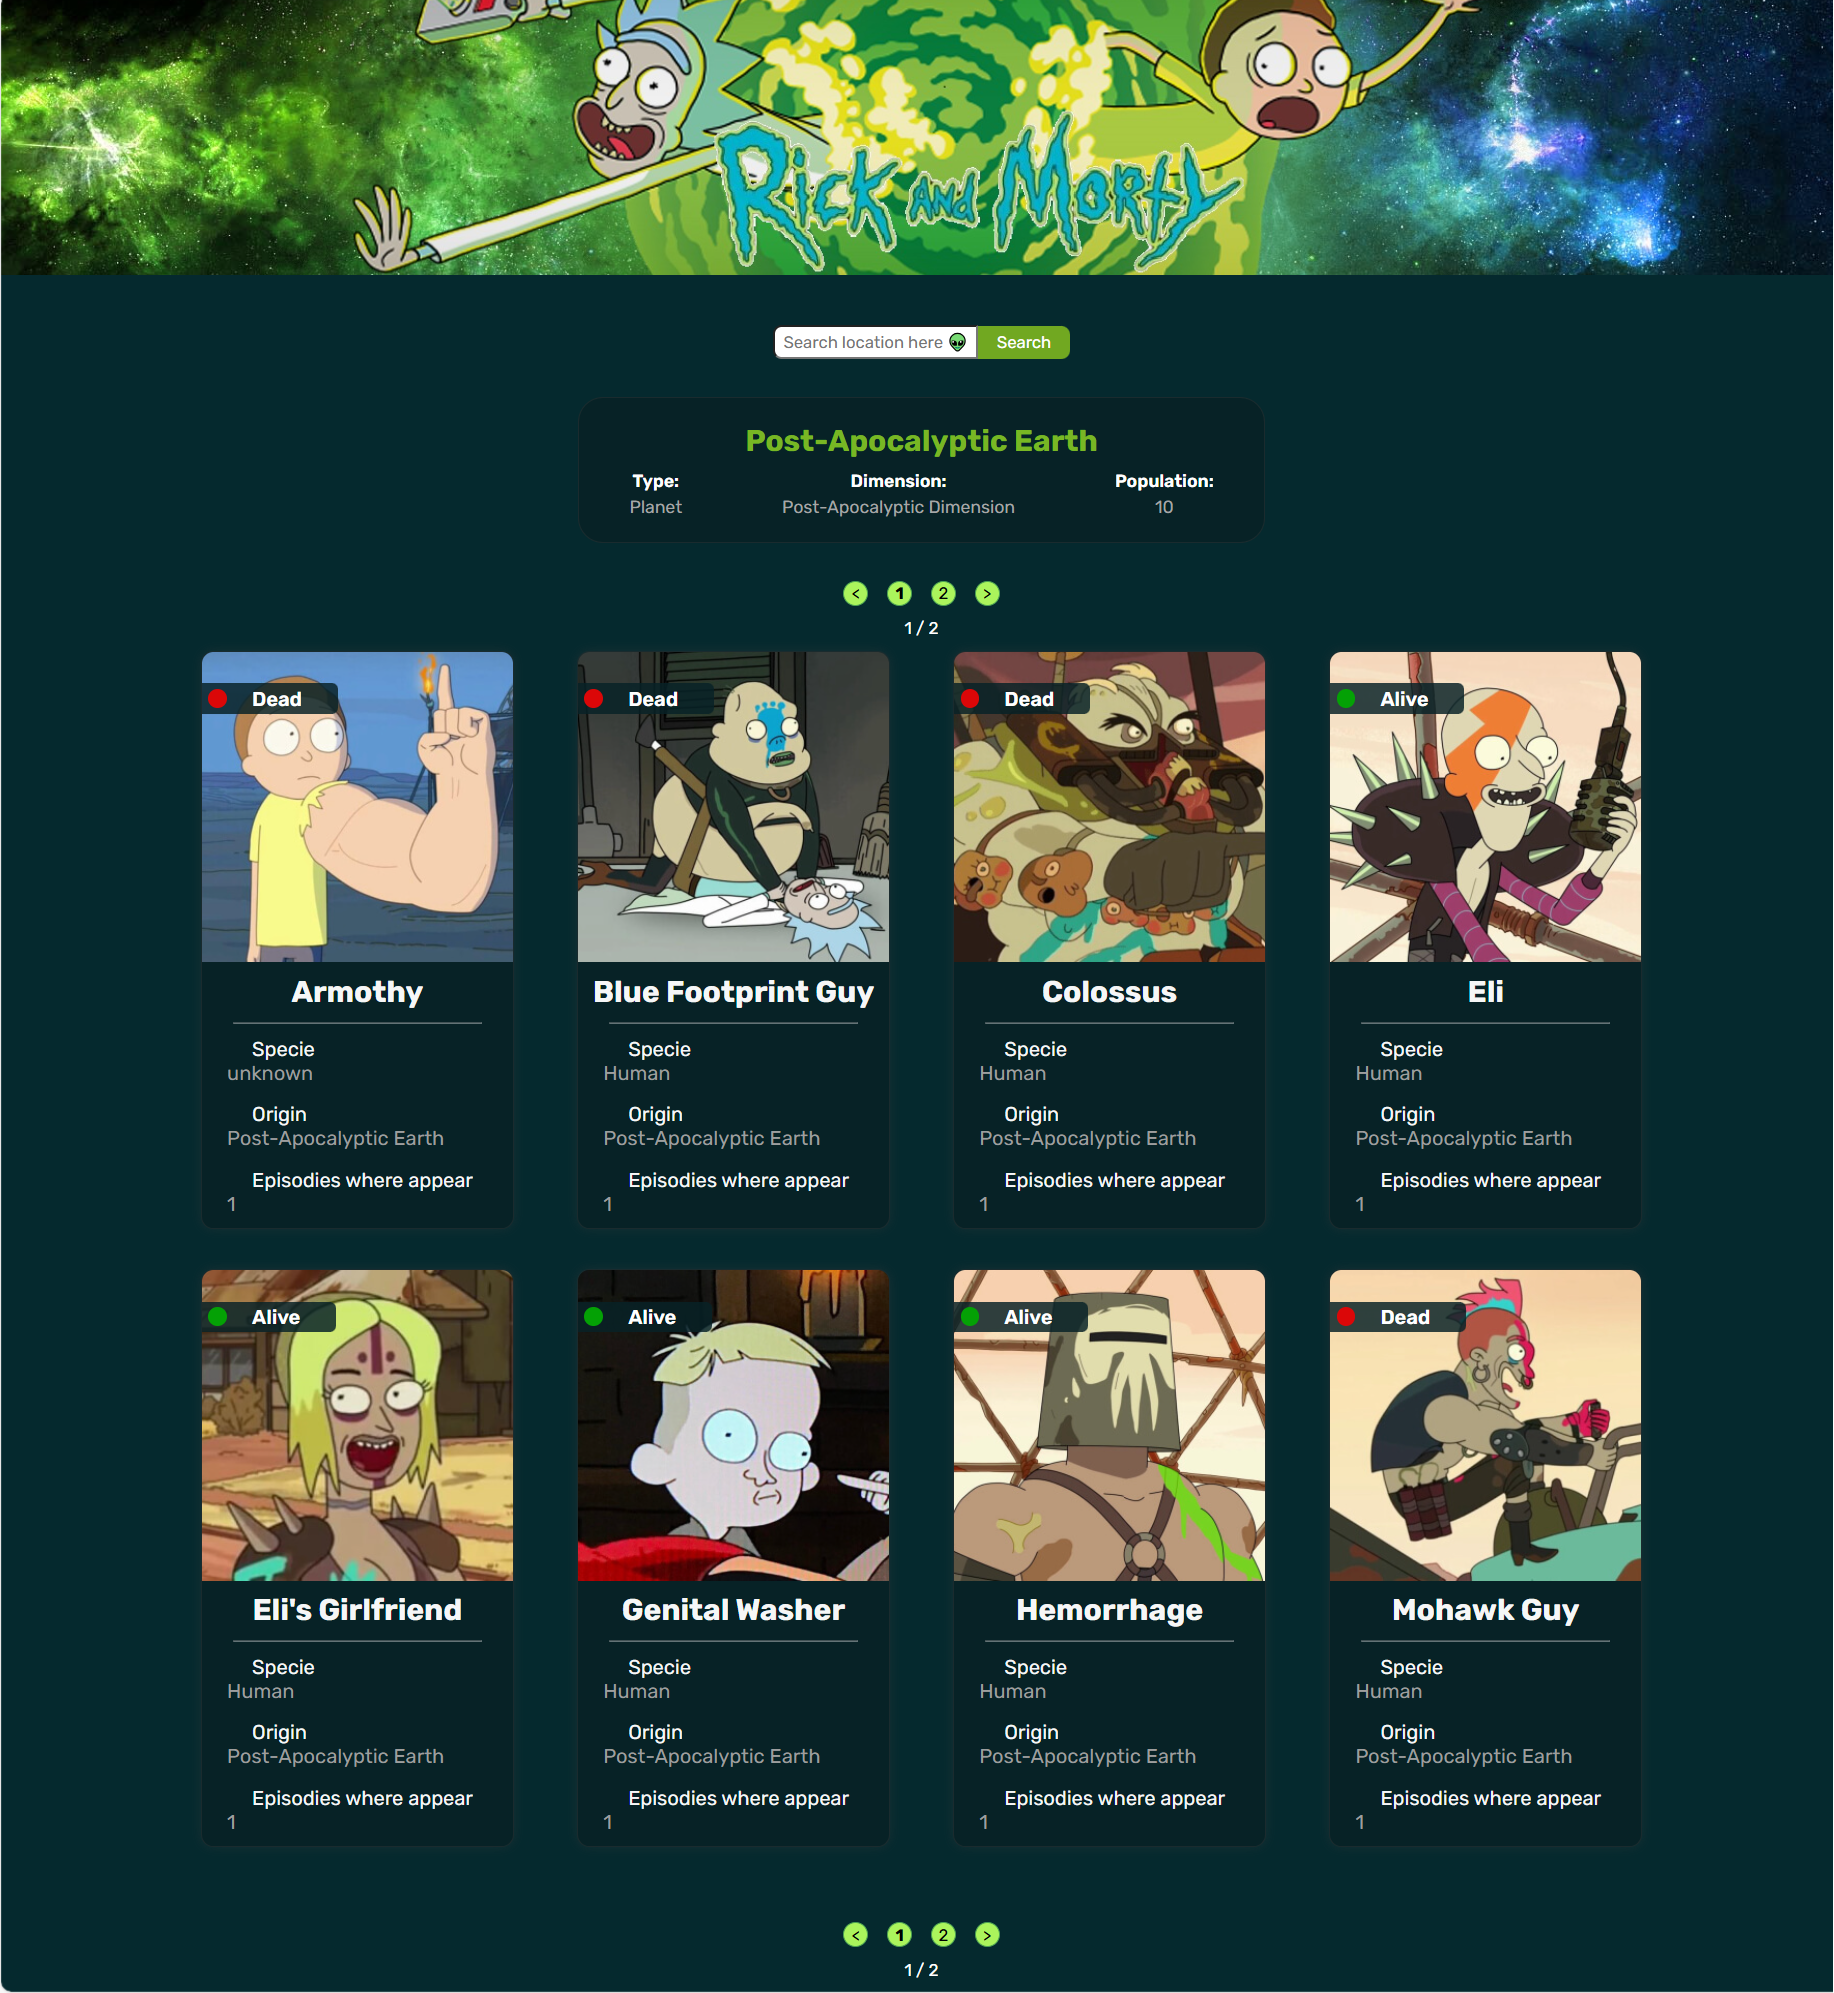 Rick and Morty
Search location here 👽 Search
Post-Apocalyptic Earth
Type: Dimension: Population:
Planet Post-Apocalyptic Dimension 10
< 1 2 >
1 / 2
Dead Dead Dead Alive
Armothy Blue Footprint Guy Colossus Eli
Specie Specie Specie Specie
unknown Human Human Human
Origin Origin Origin Origin
Post-Apocalyptic Earth Post-Apocalyptic Earth Post-Apocalyptic Earth Post-Apocalyptic Earth
Episodies where appear Episodies where appear Episodies where appear Episodies where appear
1 1 1 1
Alive Alive Alive Dead
Eli's Girlfriend Genital Washer Hemorrhage Mohawk Guy
Specie Specie Specie Specie
Human Human Human Human
Origin Origin Origin Origin
Post-Apocalyptic Earth Post-Apocalyptic Earth Post-Apocalyptic Earth Post-Apocalyptic Earth
Episodies where appear Episodies where appear Episodies where appear Episodies where appear
1 1 1 1
< 1 2 >
1 / 2